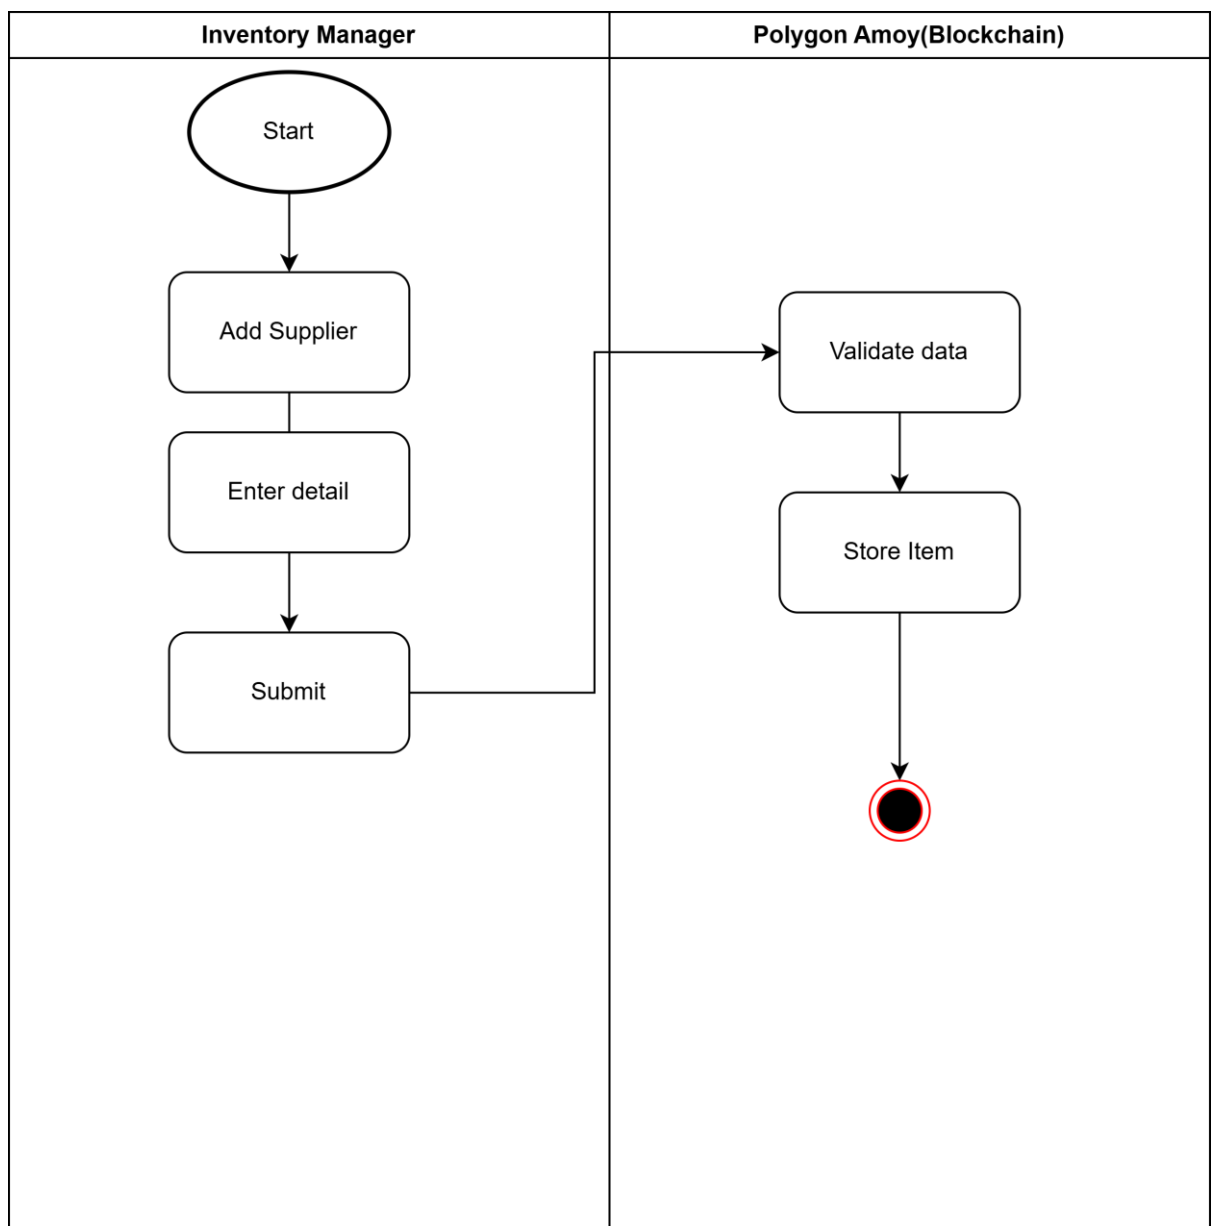 Inventory Manager
Polygon Amoy(Blockchain)
Start
Add Supplier
Enter detail
Submit
Validate data
Store Item